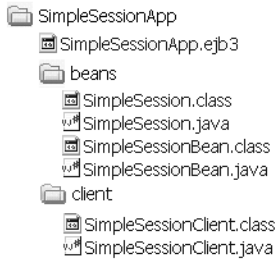 SimpleSessionApp
SimpleSessionApp.ejb3
beans
SimpleSession.class
SimpleSession.java
SimpleSessionBean.class
SimpleSessionBean.java
client
SimpleSessionClient.class
SimpleSessionClient.java